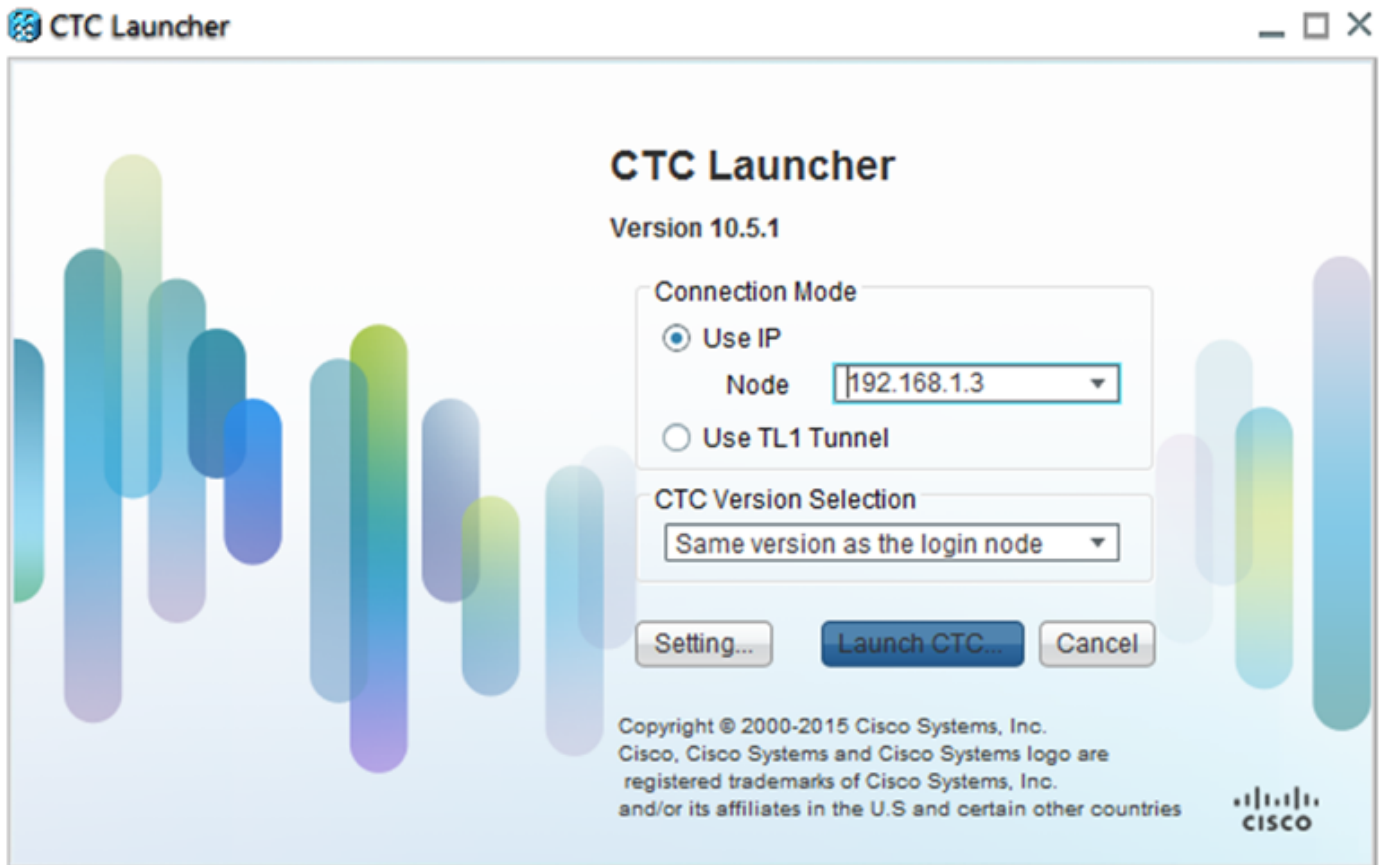 CTC Launcher
CTC Launcher
Version 10.5.1
Connection Mode
Use IP
Node 192.168.1.3
Use TL1 Tunnel
CTC Version Selection
Same version as the login node
Setting... Launch CTC... Cancel
Copyright © 2000-2015 Cisco Systems, Inc.
Cisco, Cisco Systems and Cisco Systems logo are
registered trademarks of Cisco Systems, Inc.
and/or its affiliates in the U.S and certain other countries
CISCO